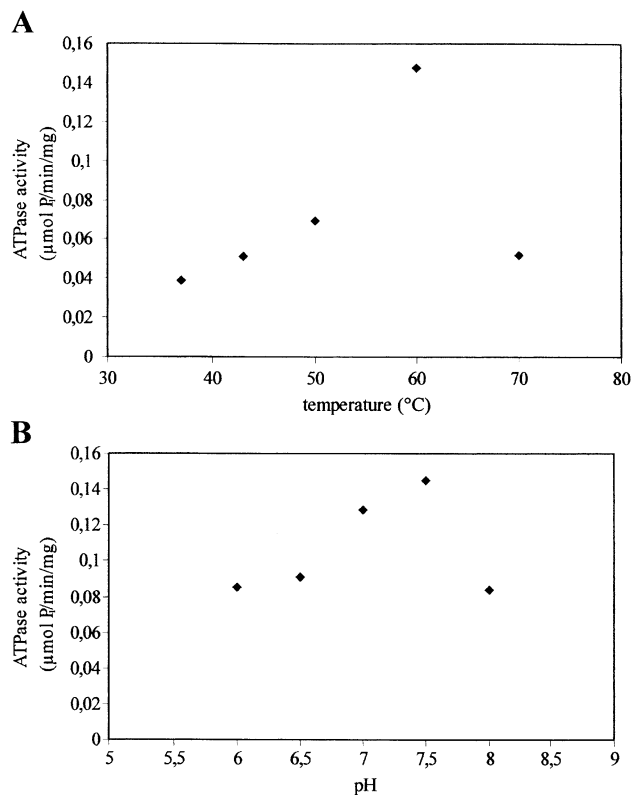 A
0,16
0,14
0,12
0,1
0,08
0,06
0,04
0,02
0
ATPase activity
(μmol Pi/min/mg)
30 40 50 60 70 80
temperature (°C)
B
0,16
0,14
0,12
0,1
0,08
0,06
0,04
0,02
0
ATPase activity
(μmol Pi/min/mg)
5 5,5 6 6,5 7 7,5 8 8,5 9
pH